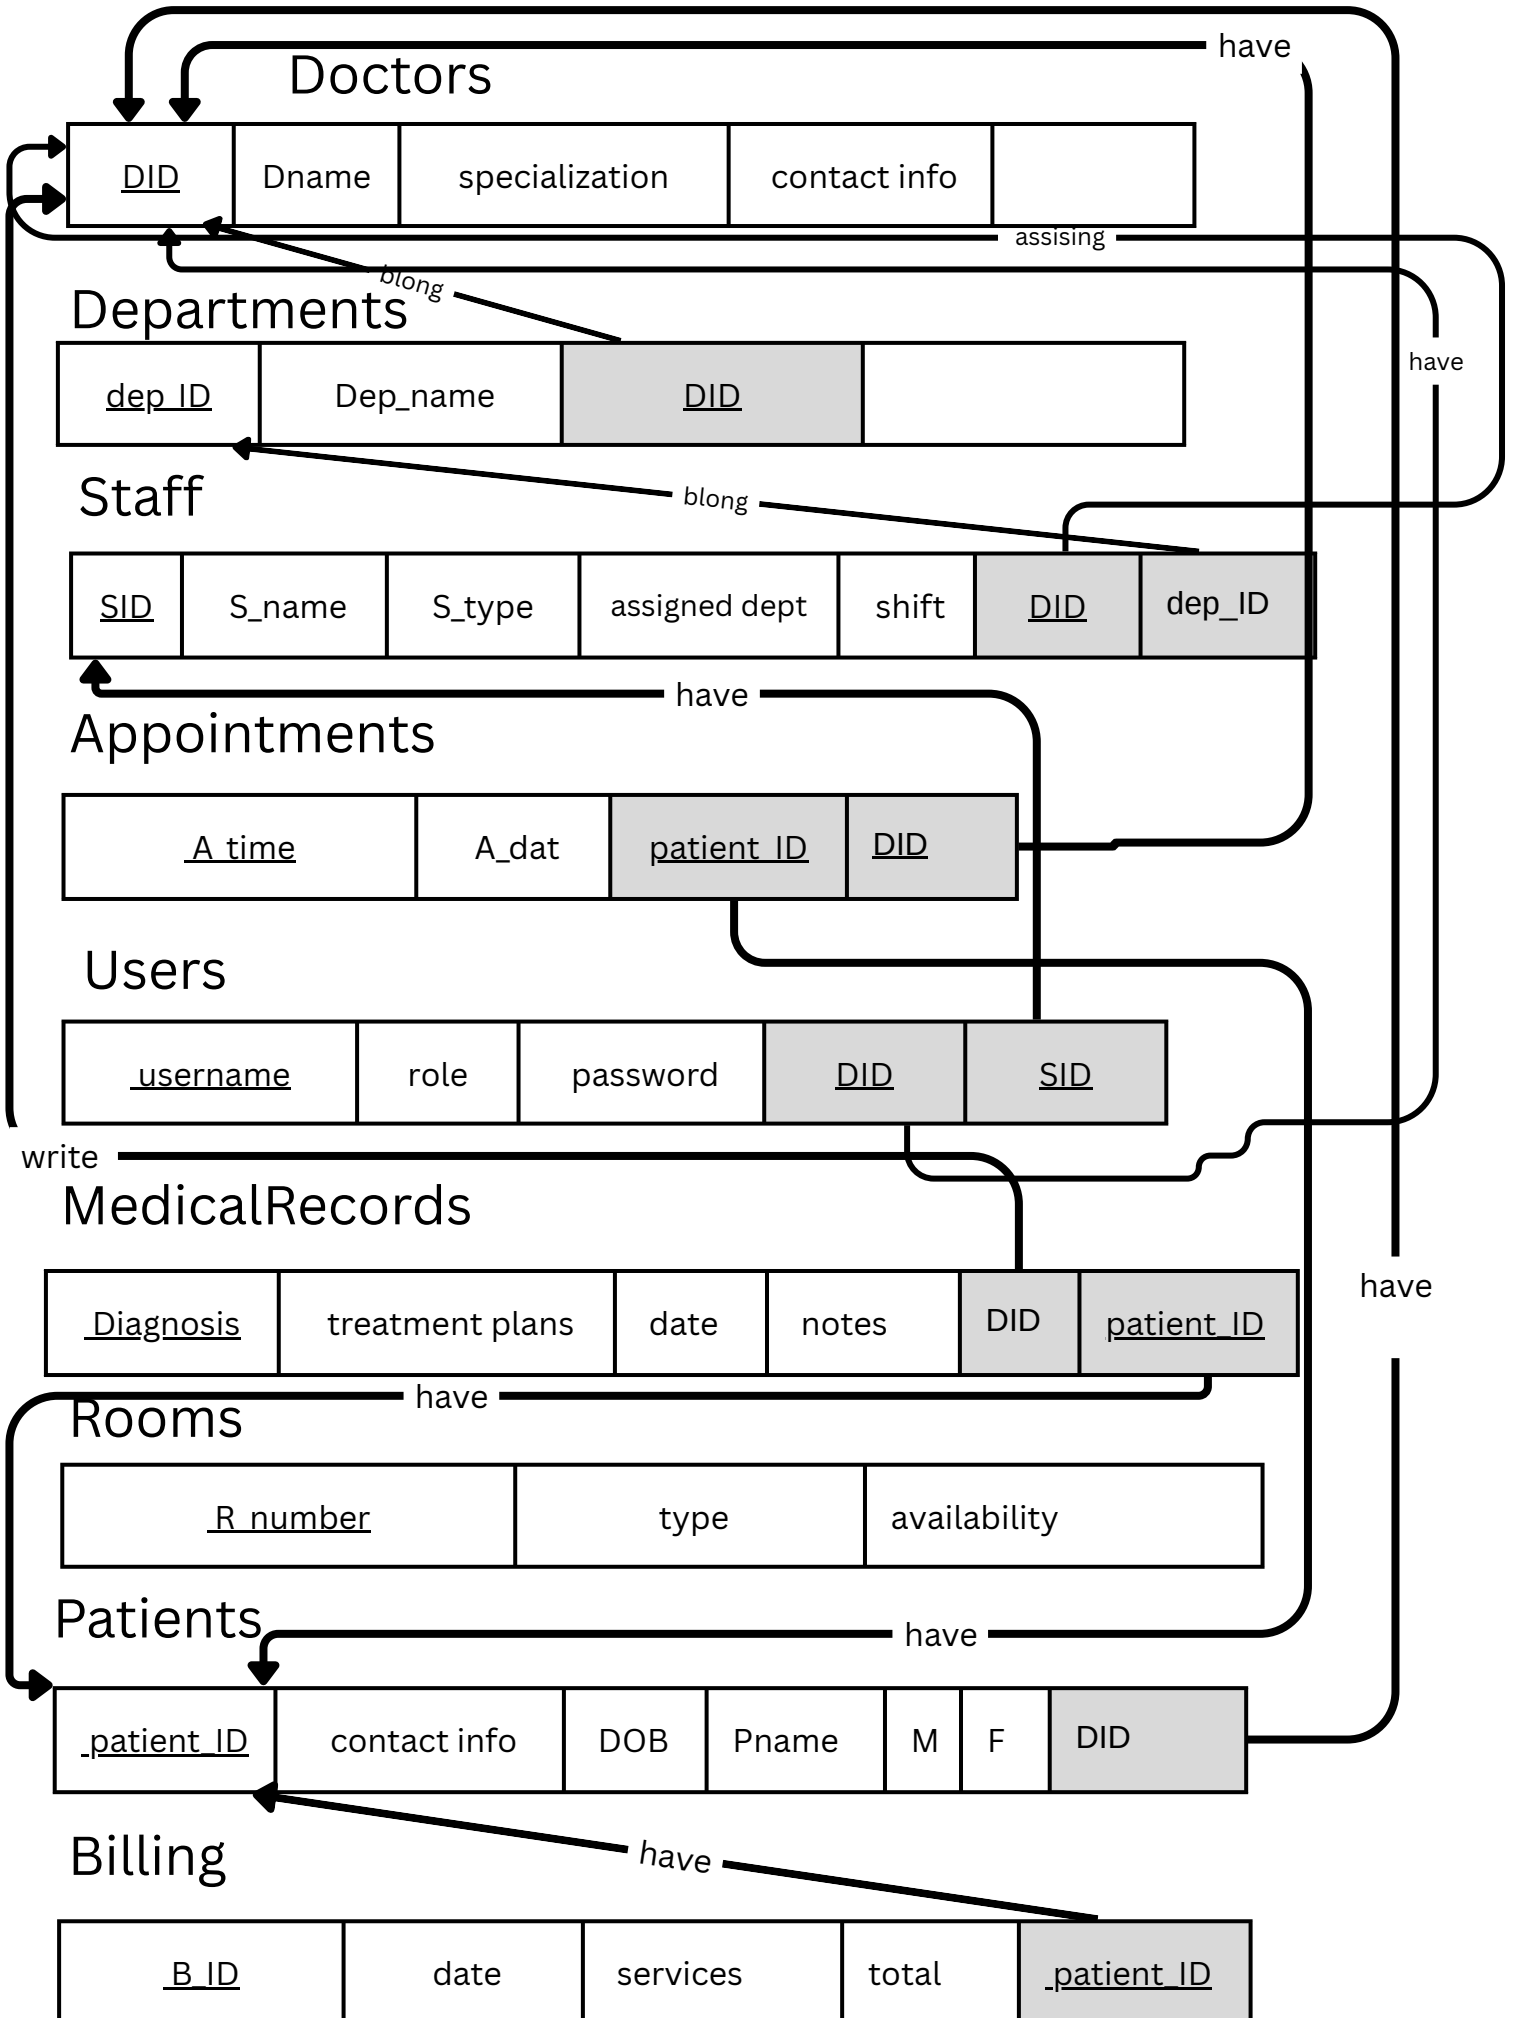 have
Doctors
DID Dname specialization contact info
assising
blong
Departments
have
dep_ID Dep_name DID
Staff
blong
SID S_name S_type assigned dept shift DID dep_ID
have
Appointments
A_time A_dat patient_ID DID
Users
username role password DID SID
write
MedicalRecords
have
Diagnosis treatment plans date notes DID patient_ID
have
Rooms
R_number type availability
Patients
have
patient_ID contact info DOB Pname M F DID
Billing
have
B_ID date services total patient_ID